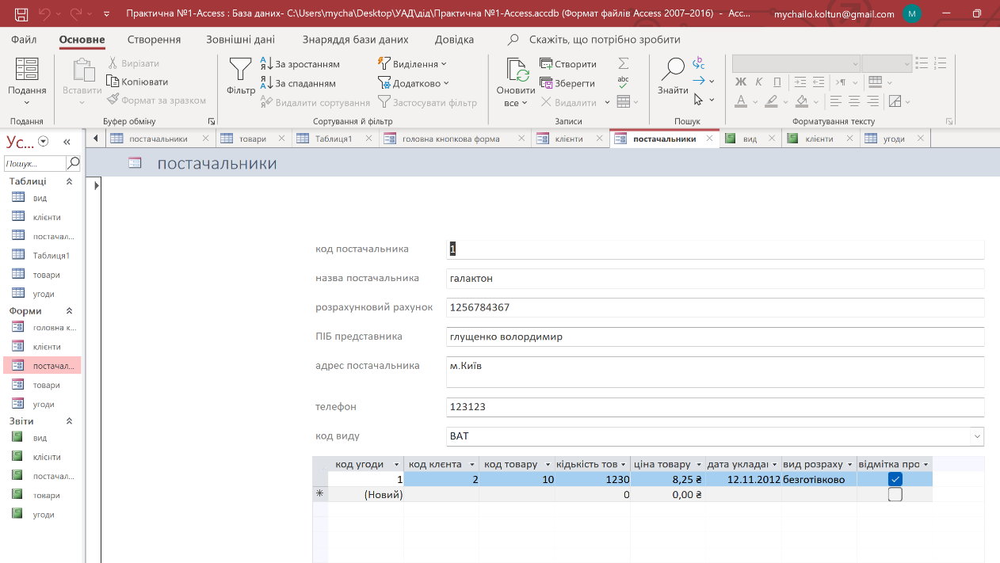 Практична №1-Access : База даних- C:\Users\mycha\Desktop\УАД\дід\Практична №1-Access.accdb (Формат файлів Access 2007–2016) - Acc... mychailo.koltun@gmail.com M
Файл Основне Створення Зовнішні дані Знаряддя бази даних Довідка Скажіть, що потрібно зробити
Подання
Подання
Вставити
Вирізати
Копіювати
Формат за зразком
Буфер обміну
Фільтр
За зростанням
За спаданням
Видалити сортування
Виділення
Додатково
Застосувати фільтр
Сортування й фільтр
Оновити
все
Створити
Зберегти
Видалити
Записи
Знайти
Пошук
Ж К П
Форматування тексту
Ус...
Пошук...
постачальники товари Таблиця1 головна кнопкова форма клієнти постачальники вид клієнти угоди
Таблиці
вид
клієнти
постачал...
Таблиця1
товари
угоди
Форми
головна к...
клієнти
постачал...
товари
угоди
Звіти
вид
клієнти
постачал...
товари
угоди
постачальники
код постачальника 1
назва постачальника галактон
розрахунковий рахунок 1256784367
ПІБ представника глущенко волордимир
адрес постачальника м.Київ
телефон 123123
код виду ВАТ
код угоди код клєнта код товару кідькість тов ціна товару дата укладан вид розраху відмітка про
1 2 10 1230 8,25 ₴ 12.11.2012 безготівково
(Новий) 0 0,00 ₴